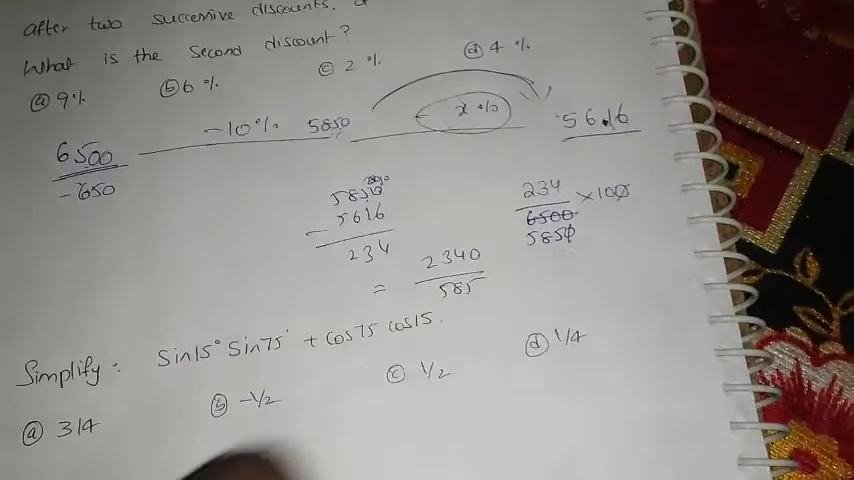 after two successive discounts.
What is the second discount?
ⓐ 9% ⓑ 6% ⓒ 2% ⓓ 4%
6500 -10% 5850 - x% 5616
-650
5850
- 5616
234
234 × 100
6500
5850
= 2340
585
Simplify: Sin15° Sin75° + cos75 cos15.
ⓐ 3/4 ⓑ -1/2 ⓒ 1/2 ⓓ 1/4